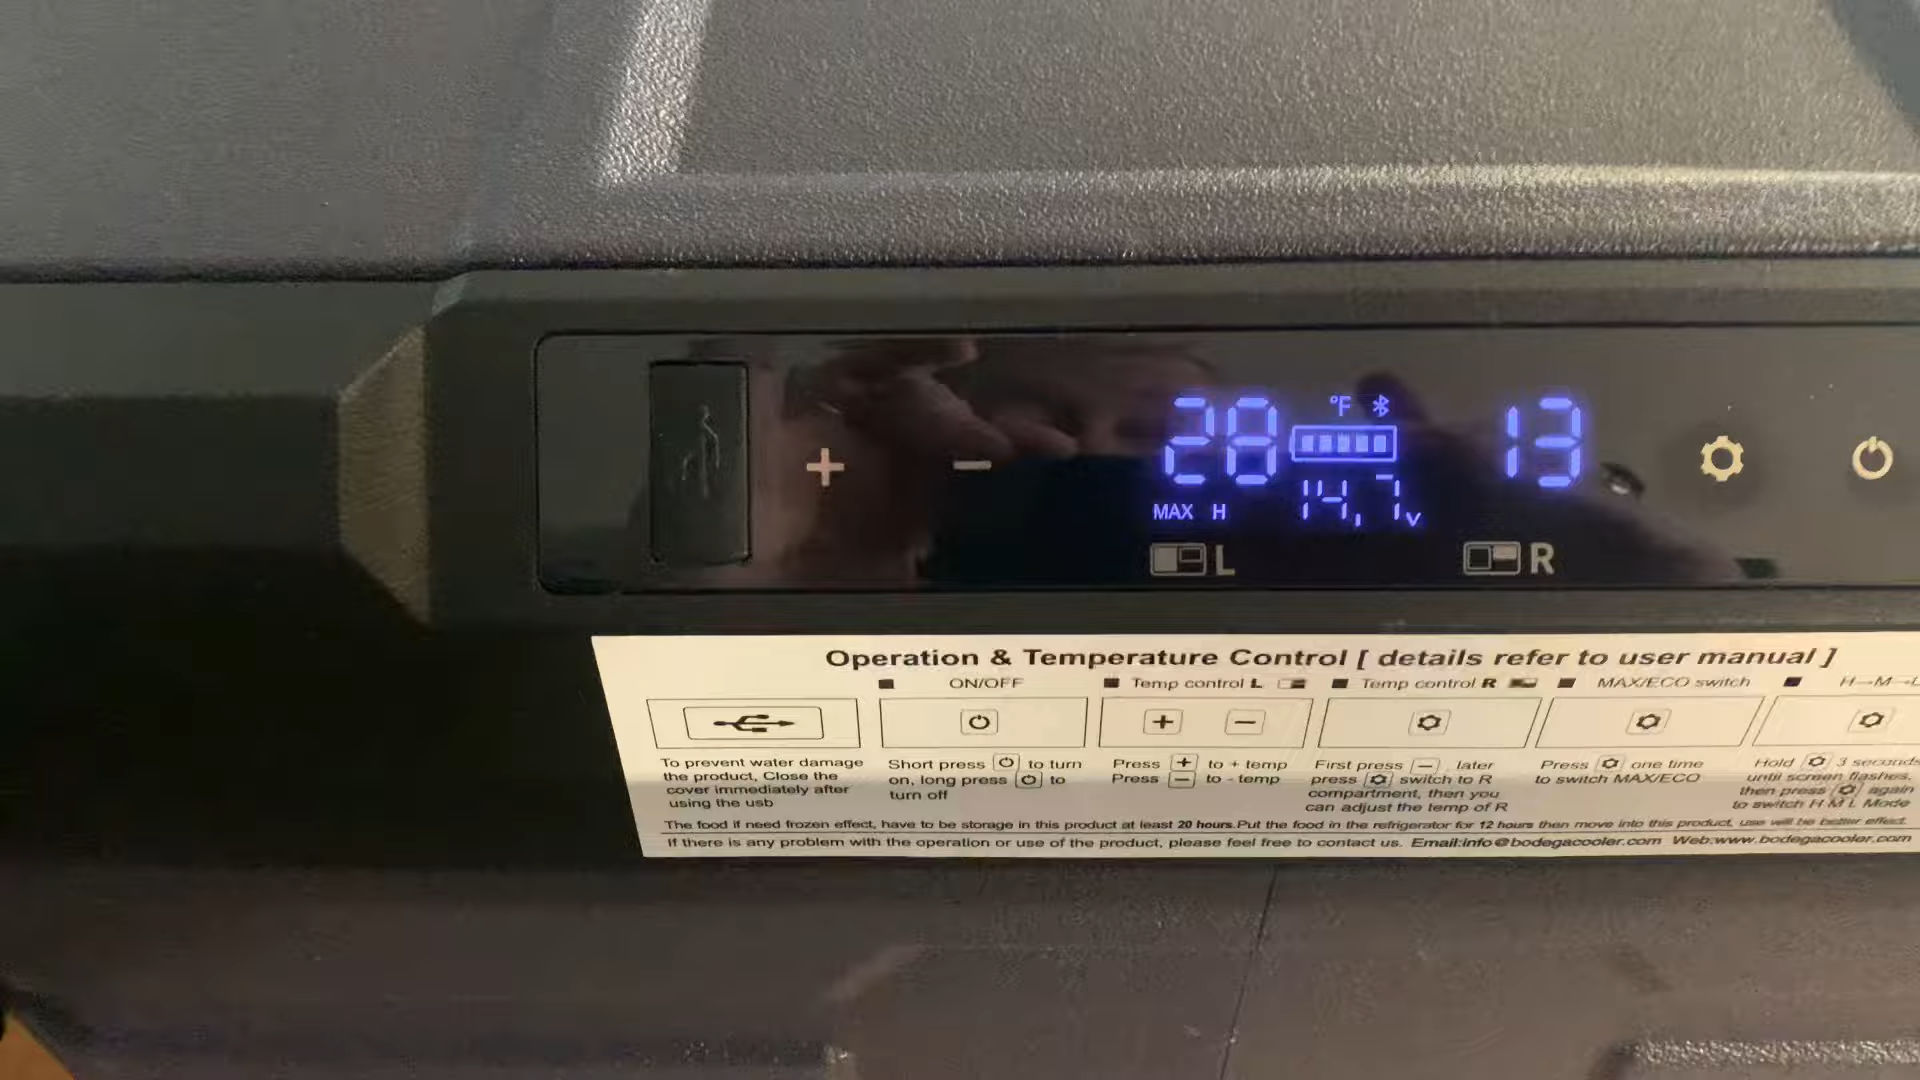 28 °F 13
MAX H 14.7v
L R
Operation & Temperature Control [ details refer to user manual ]
ON/OFF Temp control L Temp control R MAX/ECO switch H→M→L
To prevent water damage
the product, Close the
cover immediately after
using the usb
Short press to turn
on, long press to
turn off
Press + to + temp
Press − to - temp
First press − , later
press switch to R
compartment, then you
can adjust the temp of R
Press one time
to switch MAX/ECO
Hold 3 seconds
until screen flashes,
then press again
to switch H M L Mode
The food if need frozen effect, have to be storage in this product at least 20 hours.Put the food in the refrigerator for 12 hours then move into this product, use will be better effect.
If there is any problem with the operation or use of the product, please feel free to contact us. Email:info@bodegacooler.com Web:www.bodegacooler.com